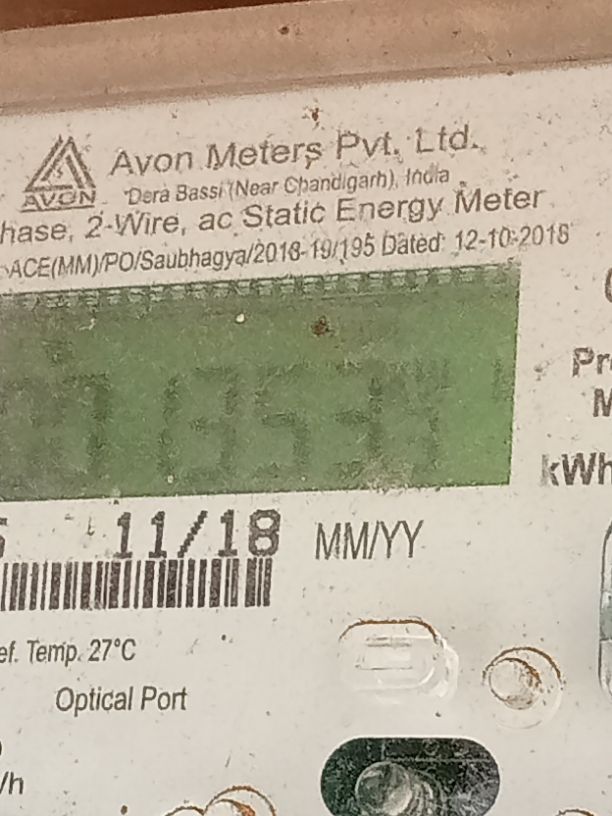 Avon Meters Pvt. Ltd.
AVON
Dera Bassi (Near Chandigarh), India
hase, 2-Wire, ac Static Energy Meter
ACE(MM)/PO/Saubhagya/2018-19/195 Dated: 12-10-2018
Pr
M
kWh
11/18 MM/YY
ef. Temp. 27°C
Optical Port
/h